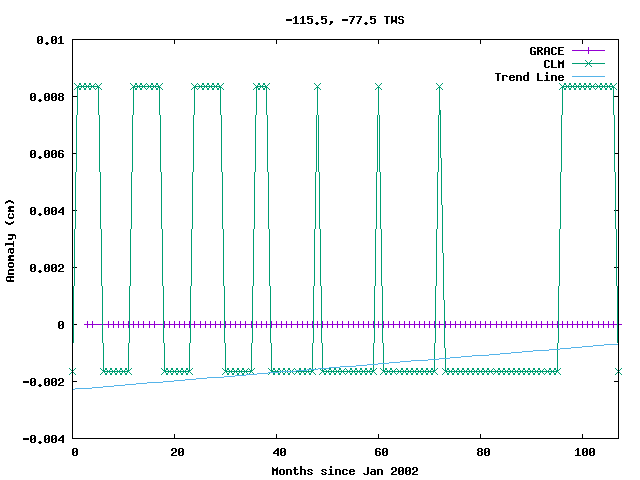 -115.5, -77.5 TWS
0.01
GRACE
CLM
Trend Line
0.008
0.006
0.004
0.002
0
-0.002
-0.004
Anomaly (cm)
0 20 40 60 80 100
Months since Jan 2002